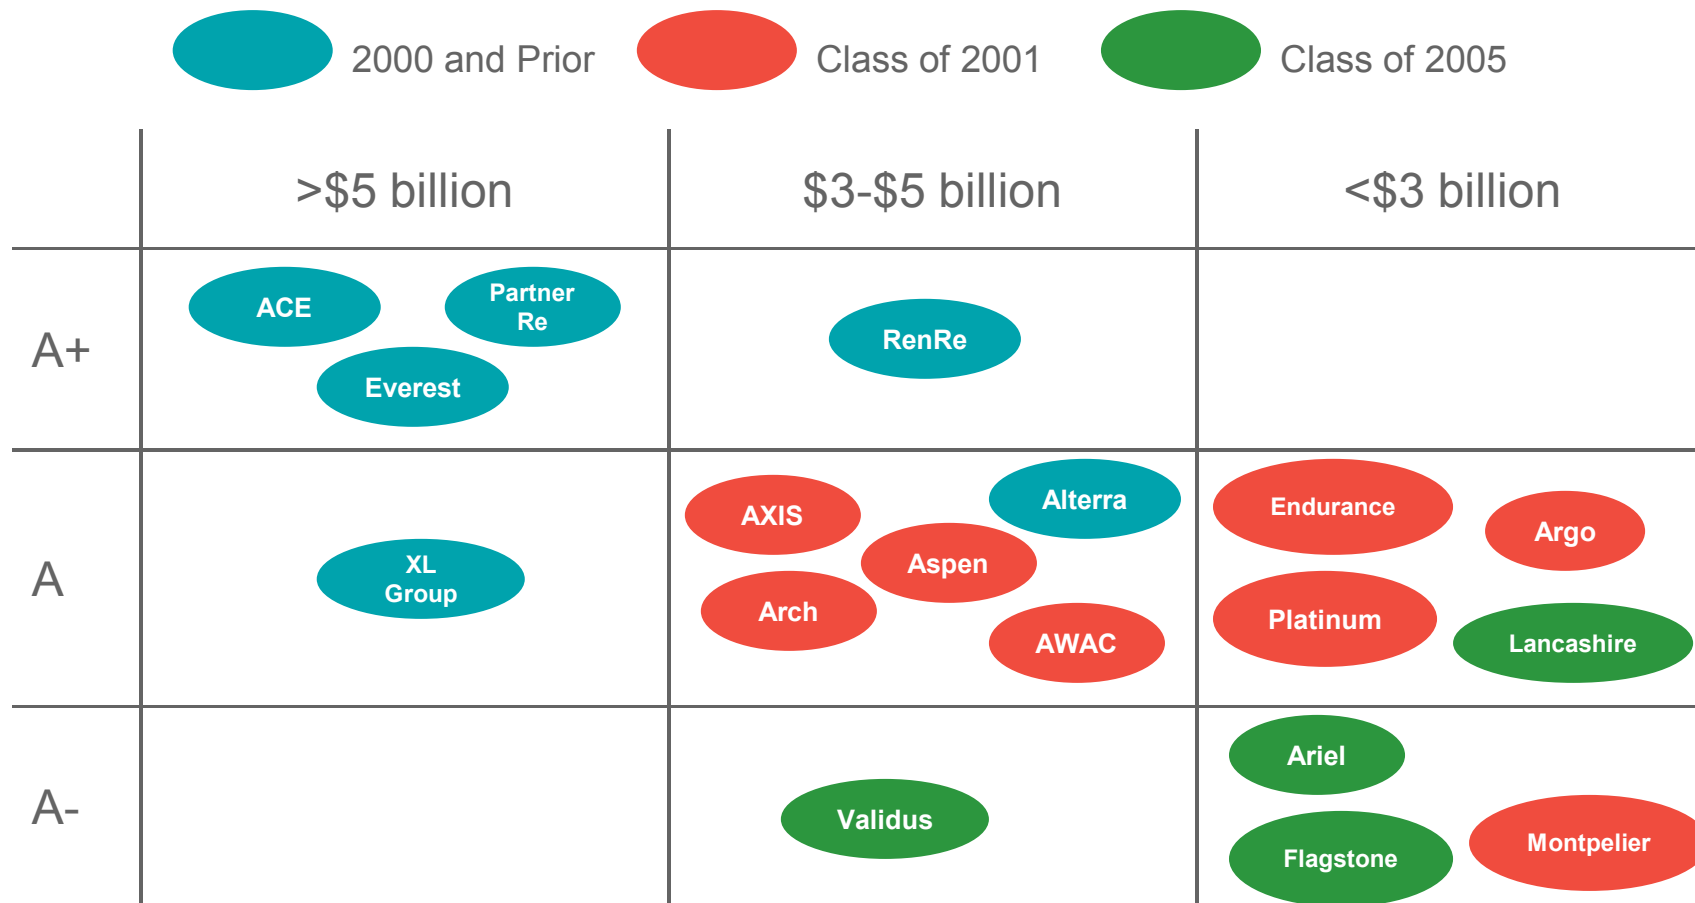 2000 and Prior
Class of 2001
Class of 2005
>$5 billion
$3-$5 billion
<$3 billion
A+
ACE
Partner
Re
Everest
RenRe
A
XL
Group
AXIS
Alterra
Aspen
Arch
AWAC
Endurance
Argo
Platinum
Lancashire
A-
Validus
Ariel
Flagstone
Montpelier